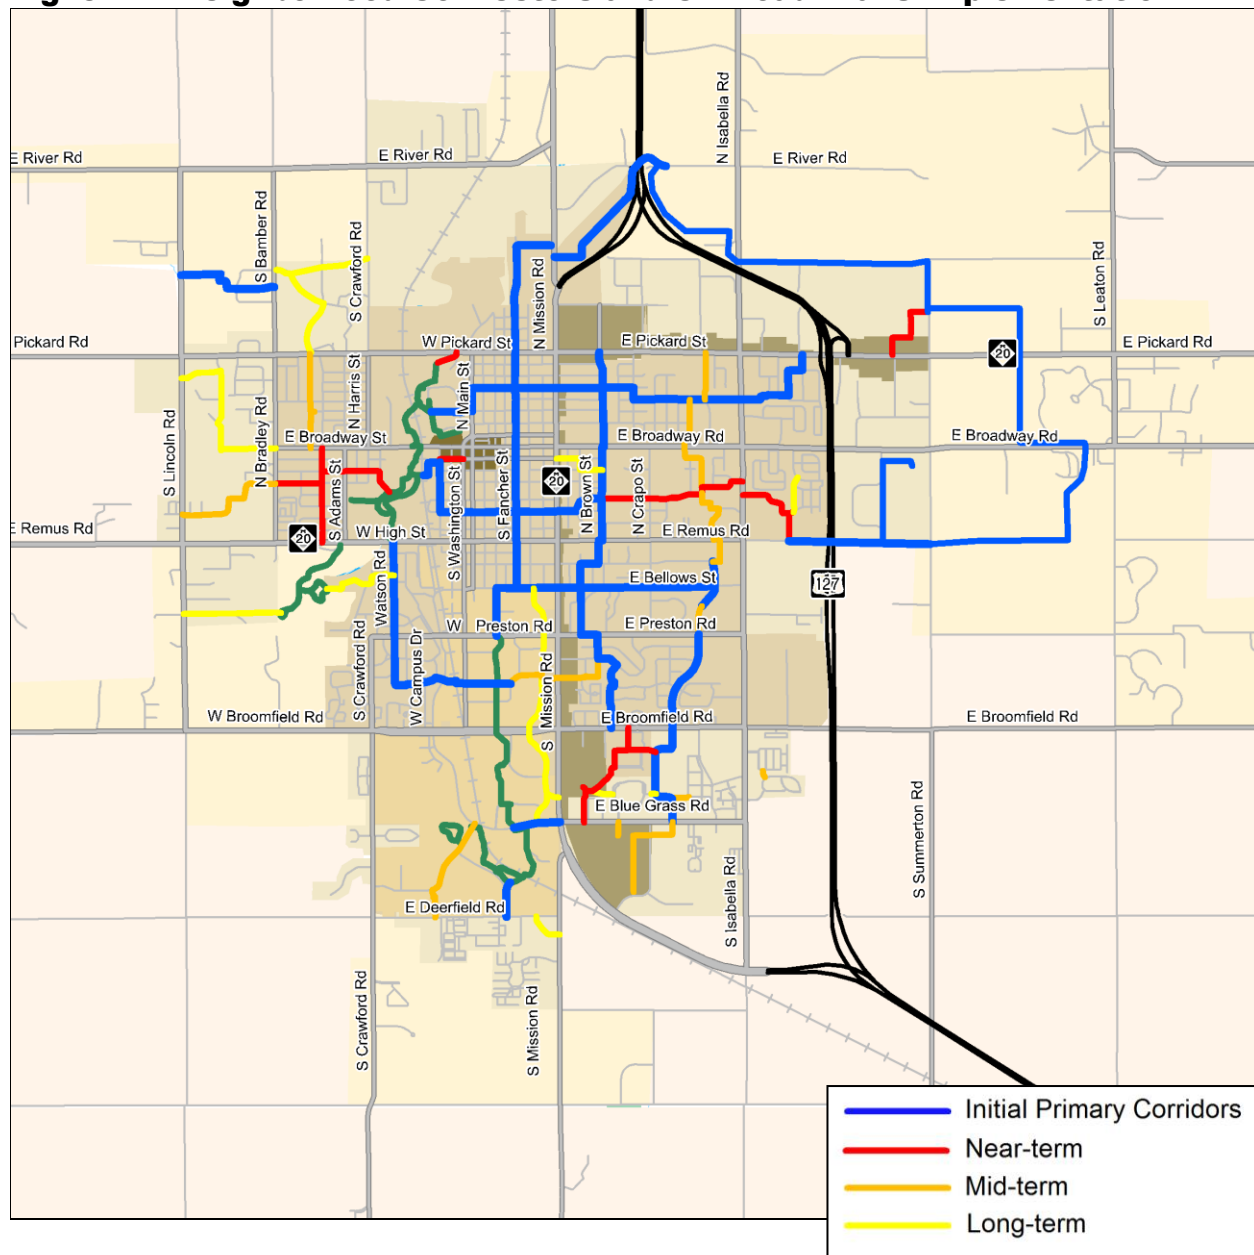 N Isabella Rd
E River Rd
E River Rd
E River Rd
S Bamber Rd
S Crawford Rd
N Mission Rd
S Leaton Rd
Pickard Rd
W Pickard St
E Pickard St
E Pickard Rd
20
N Harris St
N Main St
S Lincoln Rd
N Bradley Rd
E Broadway St
E Broadway Rd
E Broadway Rd
S Adams St
S Washington St
S Fancher St
20
N Brown St
N Crapo St
E Remus Rd
20
W High St
E Remus Rd
Watson Rd
E Bellows St
127
W Preston Rd
E Preston Rd
S Crawford Rd
W Campus Dr
S Mission Rd
W Broomfield Rd
E Broomfield Rd
E Broomfield Rd
E Blue Grass Rd
S Summerton Rd
S Isabella Rd
E Deerfield Rd
S Crawford Rd
S Mission Rd
Initial Primary Corridors
Near-term
Mid-term
Long-term